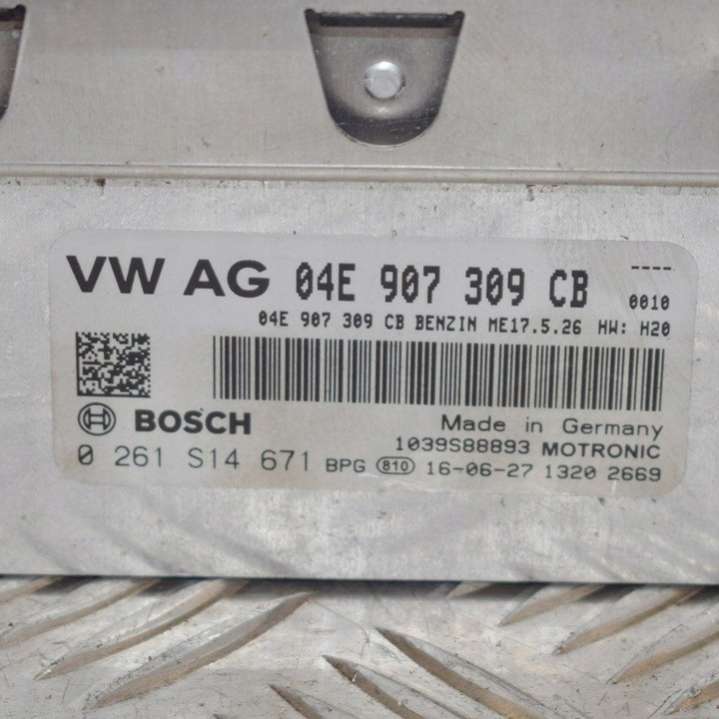 VW AG 04E 907 309 CB ----
0010
04E 907 309 CB BENZIN ME17.5.26 HW: H20
BOSCH Made in Germany
1039S88893 MOTRONIC
0 261 S14 671 BPG 810 16-06-27 1320 2669